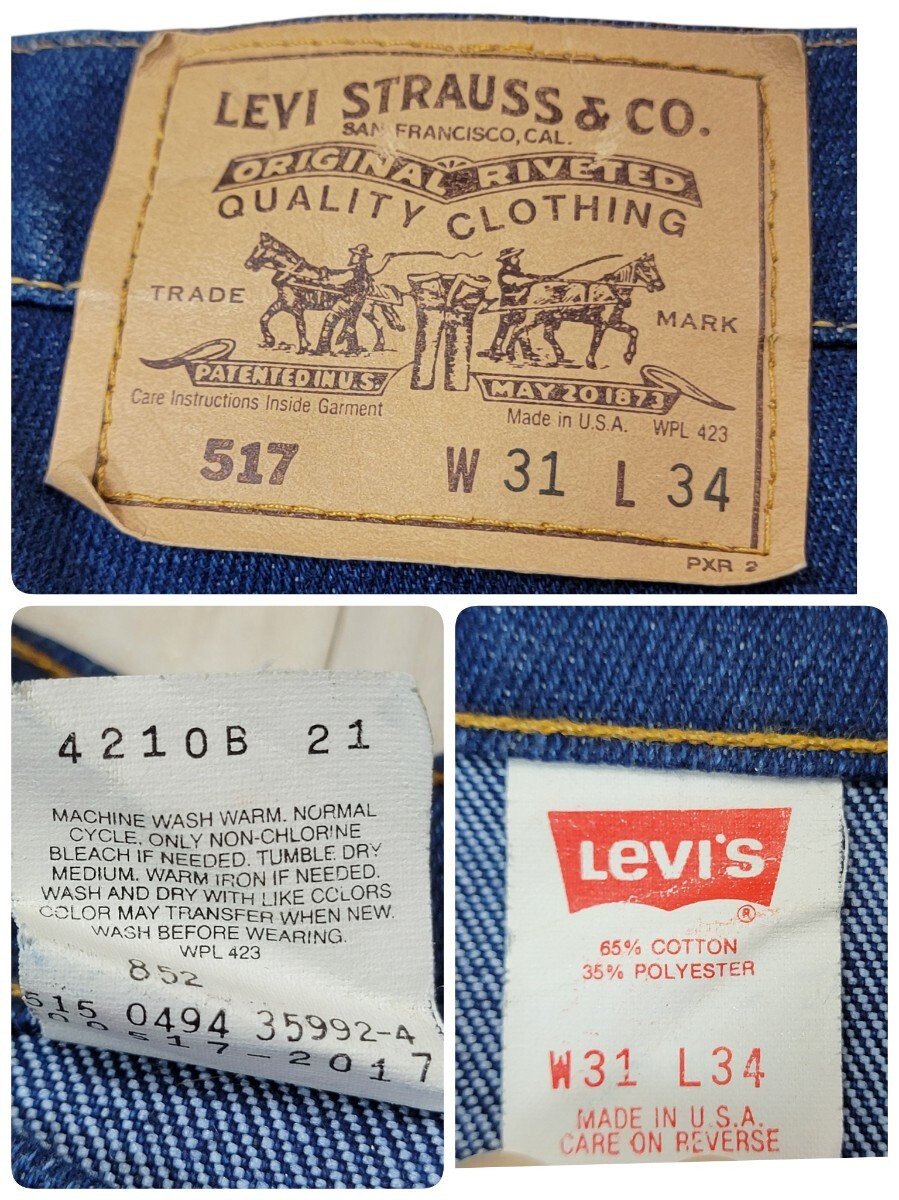 LEVI STRAUSS & CO.
SAN FRANCISCO, CAL.
ORIGINAL RIVETED
QUALITY CLOTHING
TRADE MARK
PATENTED IN U.S. MAY 20 1873
Care Instructions Inside Garment
Made in U.S.A. WPL 423
517 W 31 L 34
PXR 2
4210B 21
MACHINE WASH WARM. NORMAL
CYCLE. ONLY NON-CHLORINE
BLEACH IF NEEDED. TUMBLE DRY
MEDIUM. WARM IRON IF NEEDED.
WASH AND DRY WITH LIKE COLORS
COLOR MAY TRANSFER WHEN NEW.
WASH BEFORE WEARING.
WPL 423
852
515 0494 35992-4
00517-2017
Levi's
®
65% COTTON
35% POLYESTER
W31 L34
MADE IN U.S.A.
CARE ON REVERSE